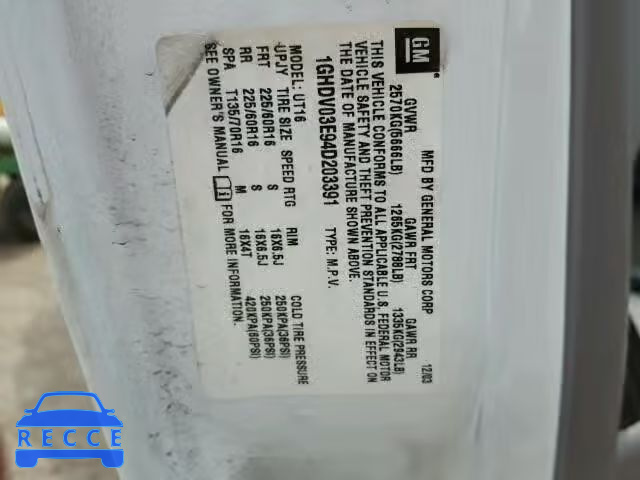 GM
MFD BY GENERAL MOTORS CORP 12/03
GVWR GAWR FRT GAWR RR
2570KG(5666LB) 1265KG(2788LB) 1335KG(2943LB)
THIS VEHICLE CONFORMS TO ALL APPLICABLE U.S. FEDERAL MOTOR
VEHICLE SAFETY AND THEFT PREVENTION STANDARDS IN EFFECT ON
THE DATE OF MANUFACTURE SHOWN ABOVE.
1GHDV03E94D203391 TYPE: M.P.V.
MODEL: UT16
UPJY TIRE SIZE SPEED RTG RIM COLD TIRE PRESSURE
FRT 225/60R16 S 16X6.5J 250KPA(36PSI)
RR 225/60R16 S 16X6.5J 250KPA(36PSI)
SPA T135/70R16 M 16X4T 420KPA(60PSI)
SEE OWNER'S MANUAL FOR MORE INFORMATION.
RECCE